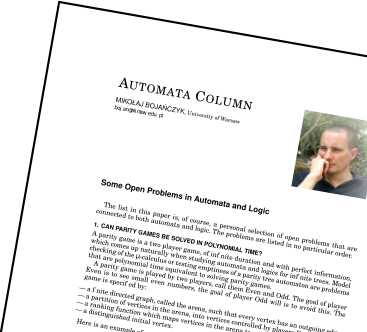 AUTOMATA COLUMN
MIKOŁAJ BOJAŃCZYK, University of Warsaw
bojan@mimuw.edu.pl
Some Open Problems in Automata and Logic
The list in this paper is, of course, a personal selection of open problems that are
connected to both automata and logic. The problems are listed in no particular order.
1. CAN PARITY GAMES BE SOLVED IN POLYNOMIAL TIME?
A parity game is a two player game, of infinite duration and with perfect information,
which comes up naturally when studying automata and logics for infinite trees. Model
checking of the μ-calculus or testing emptiness of a parity tree automaton are problems
that are polynomial time equivalent to solving parity games.
A parity game is played by two players, call them Even and Odd. The goal of player
Even is to see small even numbers, the goal of player Odd will is to avoid this. The
game is specified by:
— a finite directed graph, called the arena, such that every vertex has an outgoing
— a partition of vertices in the arena, into vertices controlled by players
— a ranking function which maps vertices in the arena
— a distinguished initial vertex.
Here is an example of